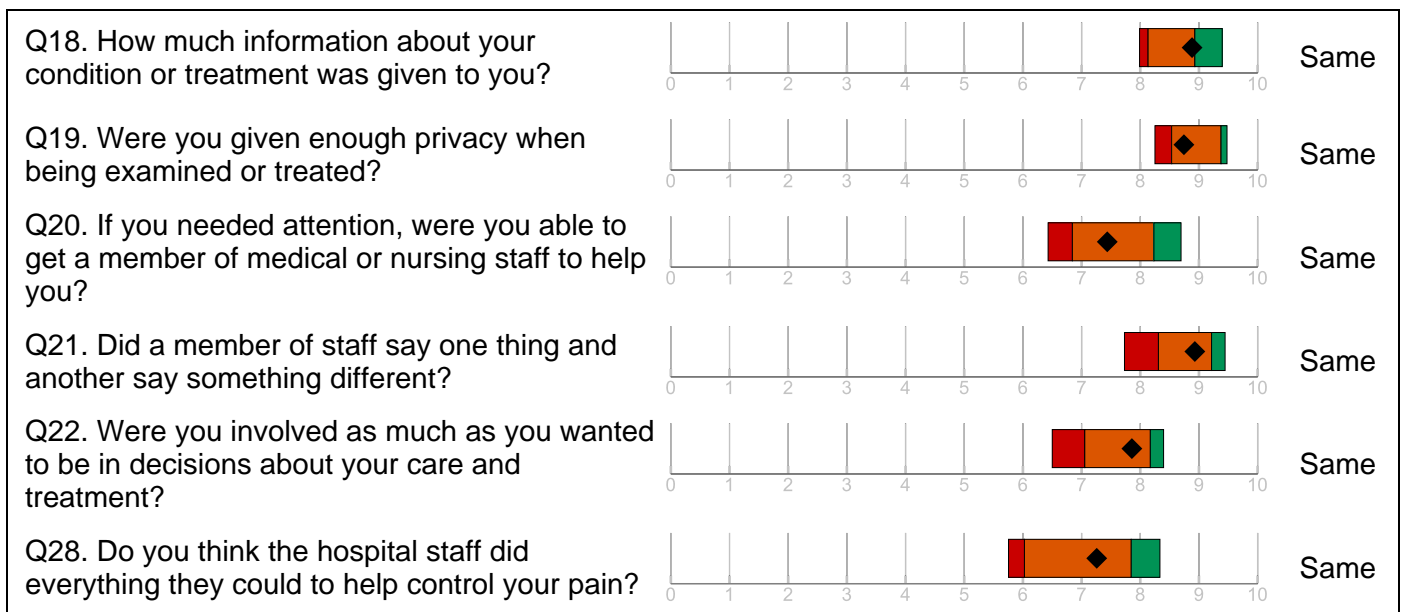 Q18. How much information about your
condition or treatment was given to you?
0 1 2 3 4 5 6 7 8 9 10
Same
Q19. Were you given enough privacy when
being examined or treated?
0 1 2 3 4 5 6 7 8 9 10
Same
Q20. If you needed attention, were you able to
get a member of medical or nursing staff to help
you?
0 1 2 3 4 5 6 7 8 9 10
Same
Q21. Did a member of staff say one thing and
another say something different?
0 1 2 3 4 5 6 7 8 9 10
Same
Q22. Were you involved as much as you wanted
to be in decisions about your care and
treatment?
0 1 2 3 4 5 6 7 8 9 10
Same
Q28. Do you think the hospital staff did
everything they could to help control your pain?
0 1 2 3 4 5 6 7 8 9 10
Same